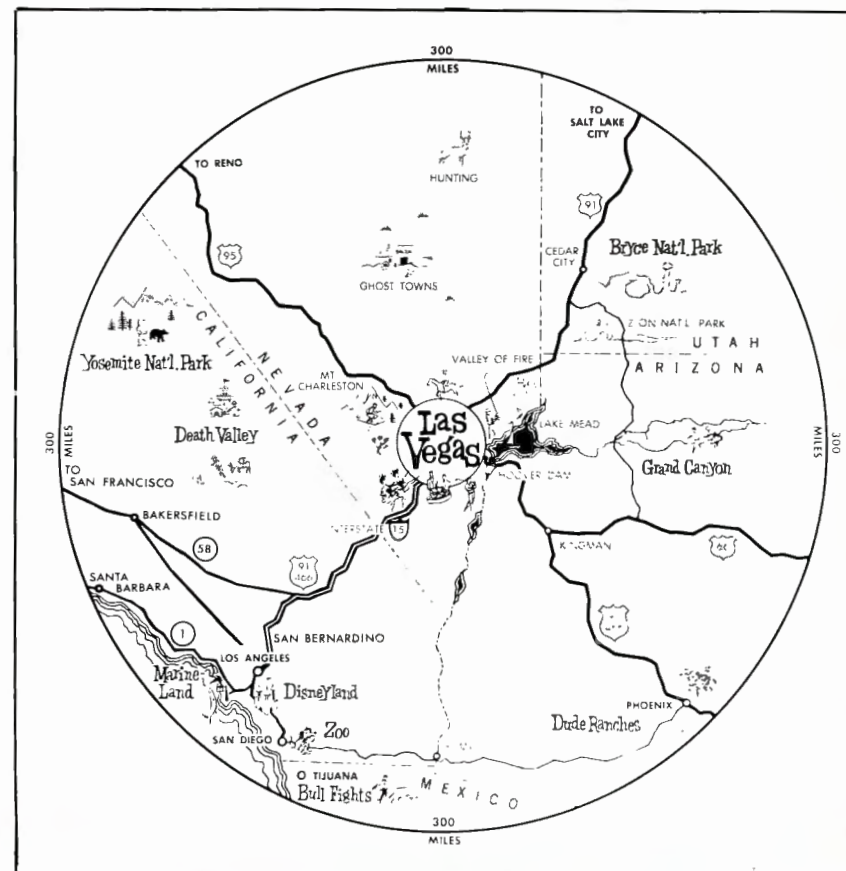 300
MILES
TO
SALT LAKE
CITY
TO RENO
HUNTING
91
95
CEDAR
CITY
Bryce Nat'l. Park
GHOST TOWNS
ZION NAT'L PARK
UTAH
ARIZONA
CALIFORNIA
NEVADA
Yosemite Nat'l. Park
VALLEY OF FIRE
MT
CHARLESTON
Las
Vegas
LAKE MEAD
Death Valley
300
MILES
MILES
300
Grand Canyon
HOOVER DAM
TO
SAN FRANCISCO
BAKERSFIELD
INTERSTATE 15
58
91
466
KINGMAN
66
SANTA
BARBARA
1
SAN BERNARDINO
LOS ANGELES
Marine
Land
Disneyland
PHOENIX
Dude Ranches
SAN DIEGO
Zoo
TIJUANA
Bull Fights
MEXICO
300
MILES